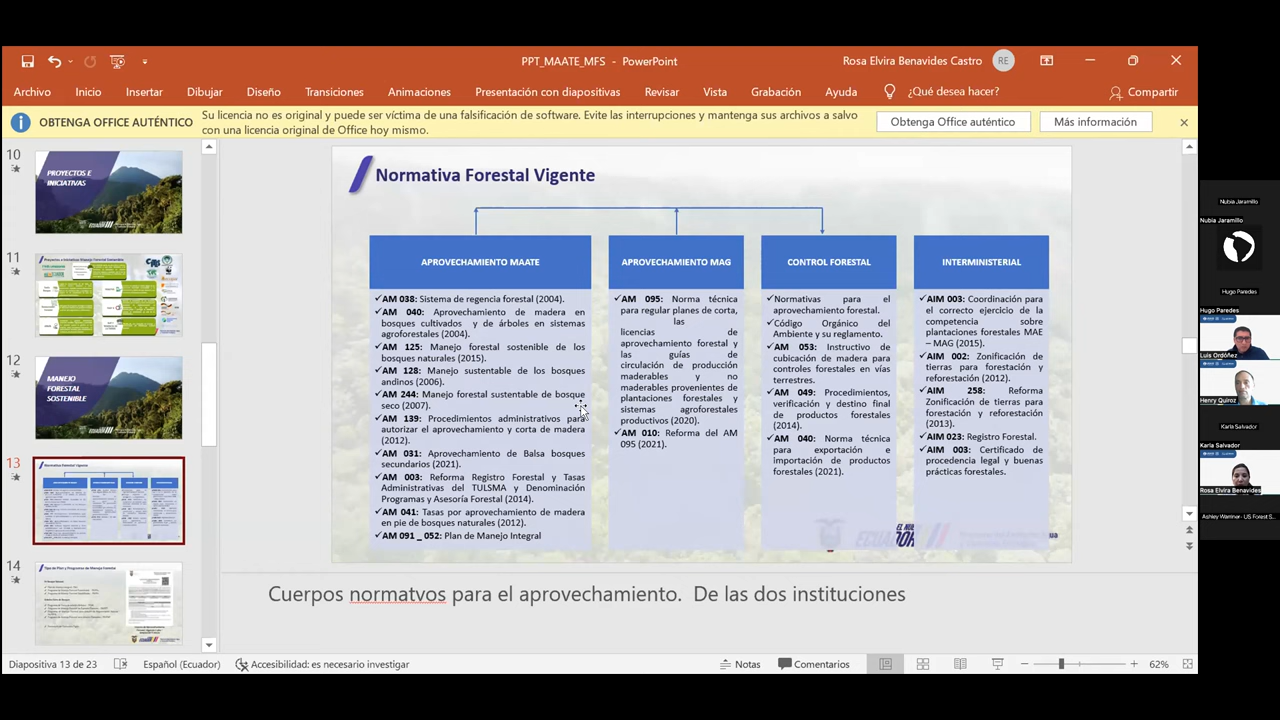 PPT_MAATE_MFS - PowerPoint
Rosa Elvira Benavides Castro
RE
Archivo Inicio Insertar Dibujar Diseño Transiciones Animaciones Presentación con diapositivas Revisar Vista Grabación Ayuda ¿Qué desea hacer? Compartir
OBTENGA OFFICE AUTÉNTICO
Su licencia no es original y puede ser víctima de una falsificación de software. Evite las interrupciones y mantenga sus archivos a salvo
con una licencia original de Office hoy mismo.
Obtenga Office auténtico
Más información
10
PROYECTOS E
INICIATIVAS
11
12
MANEJO
FORESTAL
SOSTENIBLE
13
Normativa Forestal Vigente
14
Normativa Forestal Vigente
APROVECHAMIENTO MAATE
✓AM 038: Sistema de regencia forestal (2004).
✓AM 040: Aprovechamiento de madera en
bosques cultivados y de árboles en sistemas
agroforestales (2004).
✓AM 125: Manejo forestal sostenible de los
bosques naturales (2015).
✓AM 128: Manejo sustentable de los bosques
andinos (2006).
✓AM 244: Manejo forestal sustentable de bosque
seco (2007).
✓AM 139: Procedimientos administrativos para
autorizar el aprovechamiento y corta de madera
(2012).
✓AM 031: Aprovechamiento de Balsa bosques
secundarios (2021).
✓AM 003: Reforma Registro Forestal y Tasas
Administrativas del TULSMA y Denominación
Programas y Asesoría Forestal (2014).
✓AM 041: Tasas por aprovechamiento de madera
en pie de bosques naturales (2012).
✓AM 091 _ 052: Plan de Manejo Integral
APROVECHAMIENTO MAG
✓AM 095: Norma técnica
para regular planes de corta,
las
licencias de
aprovechamiento forestal y
las guías de
circulación de producción
maderables y no
maderables provenientes de
plantaciones forestales y
sistemas agroforestales
productivos (2020).
✓AM 010: Reforma del AM
095 (2021).
CONTROL FORESTAL
✓Normativas para el
aprovechamiento forestal.
✓Código Orgánico del
Ambiente y su reglamento.
✓AM 053: Instructivo de
cubicación de madera para
controles forestales en vías
terrestres.
✓AM 049: Procedimientos,
verificación y destino final
de productos forestales
(2014).
✓AM 040: Norma técnica
para exportación e
importación de productos
forestales (2021).
INTERMINISTERIAL
✓AIM 003: Coordinación para
el correcto ejercicio de la
competencia sobre
plantaciones forestales MAE
– MAG (2015).
✓AIM 002: Zonificación de
tierras para forestación y
reforestación (2012).
✓AIM 258: Reforma
Zonificación de tierras para
forestación y reforestación
(2013).
✓AIM 023: Registro Forestal.
✓AIM 003: Certificado de
procedencia legal y buenas
prácticas forestales.
Cuerpos normatvos para el aprovechamiento. De las dos instituciones
Diapositiva 13 de 23
Español (Ecuador)
Accesibilidad: es necesario investigar
Notas
Comentarios
62%
Nubia Jaramillo
Nubia Jaramillo
Hugo Paredes
Hugo Paredes
Luis Ordóñez
Henry Quiroz
Karla Salvador
Karla Salvador
Rosa Elvira Benavides
Ashley Warriner - US Forest S...